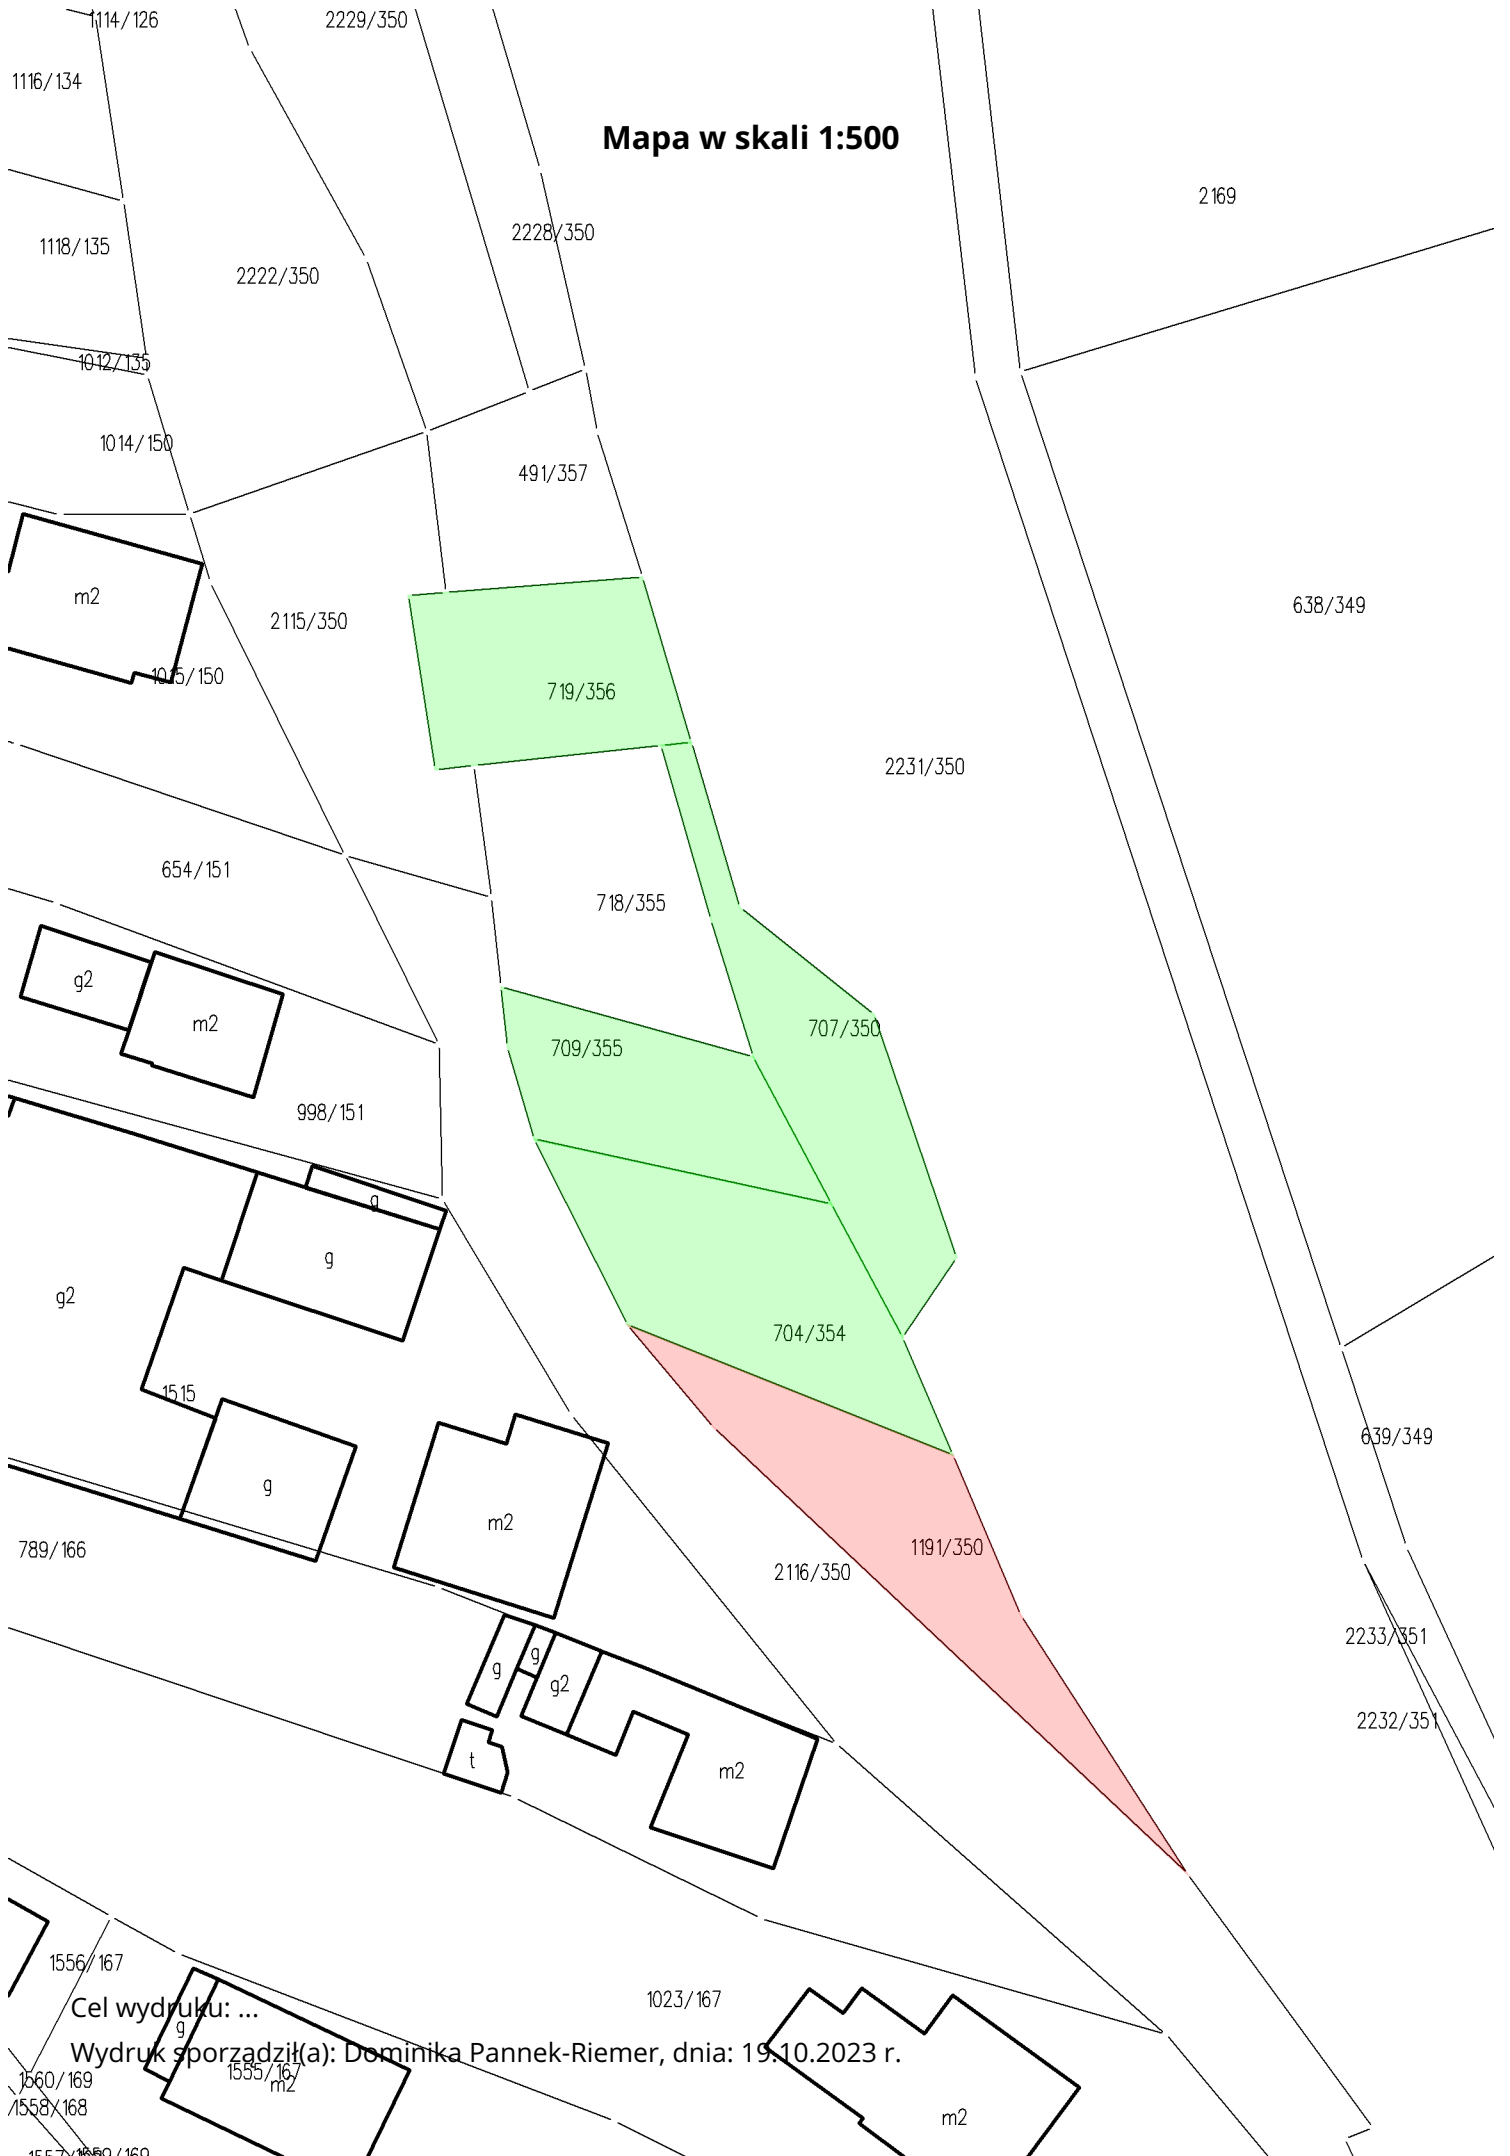 1114/126
2229/350
1116/134
Mapa w skali 1:500
2169
2228/350
1118/135
2222/350
1012/135
1014/150
491/357
m2
638/349
2115/350
1015/150
719/356
2231/350
654/151
718/355
g2
m2
707/350
709/355
998/151
g
g
g2
704/354
1515
639/349
g
m2
789/166
1191/350
2116/350
2233/351
g
g
g2
2232/351
t
m2
1556/167
1023/167
Cel wydruku: ...
g
Wydruk sporządził(a): Dominika Pannek-Riemer, dnia: 19.10.2023 r.
1555/167
m2
1560/169
1558/168
m2